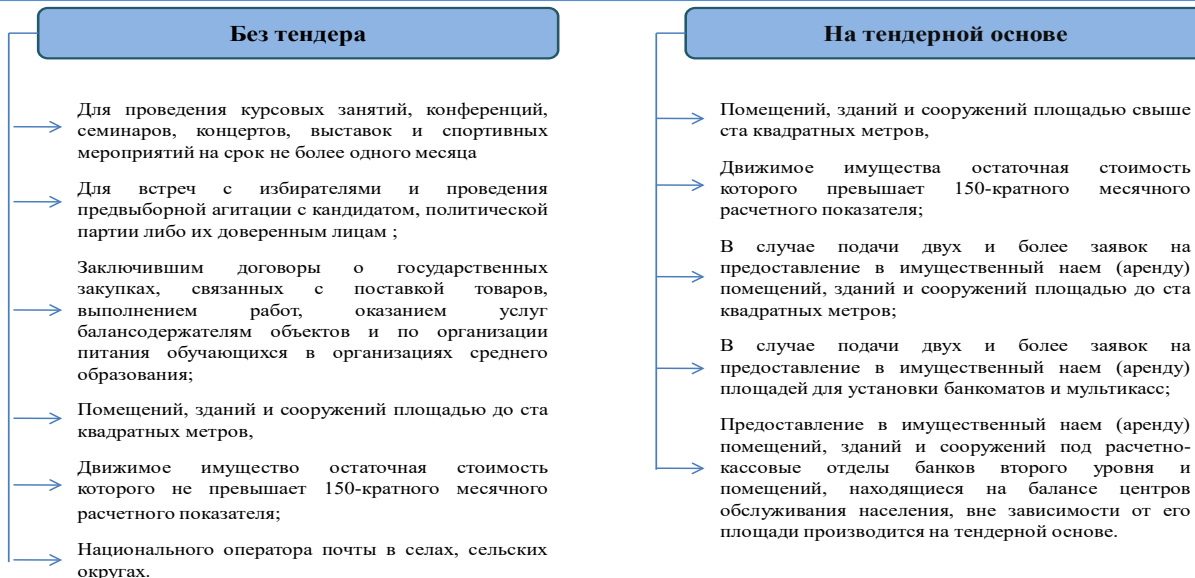 Без тендера
Для проведения курсовых занятий, конференций,
семинаров, концертов, выставок и спортивных
мероприятий на срок не более одного месяца
Для встреч с избирателями и проведения
предвыборной агитации с кандидатом, политической
партии либо их доверенным лицам ;
Заключившим договоры о государственных
закупках, связанных с поставкой товаров,
выполнением работ, оказанием услуг
балансодержателям объектов и по организации
питания обучающихся в организациях среднего
образования;
Помещений, зданий и сооружений площадью до ста
квадратных метров,
Движимое имущество остаточная стоимость
которого не превышает 150-кратного месячного
расчетного показателя;
Национального оператора почты в селах, сельских
округах.
На тендерной основе
Помещений, зданий и сооружений площадью свыше
ста квадратных метров,
Движимое имущества остаточная стоимость
которого превышает 150-кратного месячного
расчетного показателя;
В случае подачи двух и более заявок на
предоставление в имущественный наем (аренду)
помещений, зданий и сооружений площадью до ста
квадратных метров;
В случае подачи двух и более заявок на
предоставление в имущественный наем (аренду)
площадей для установки банкоматов и мультикасс;
Предоставление в имущественный наем (аренду)
помещений, зданий и сооружений под расчетно-
кассовые отделы банков второго уровня и
помещений, находящиеся на балансе центров
обслуживания населения, вне зависимости от его
площади производится на тендерной основе.